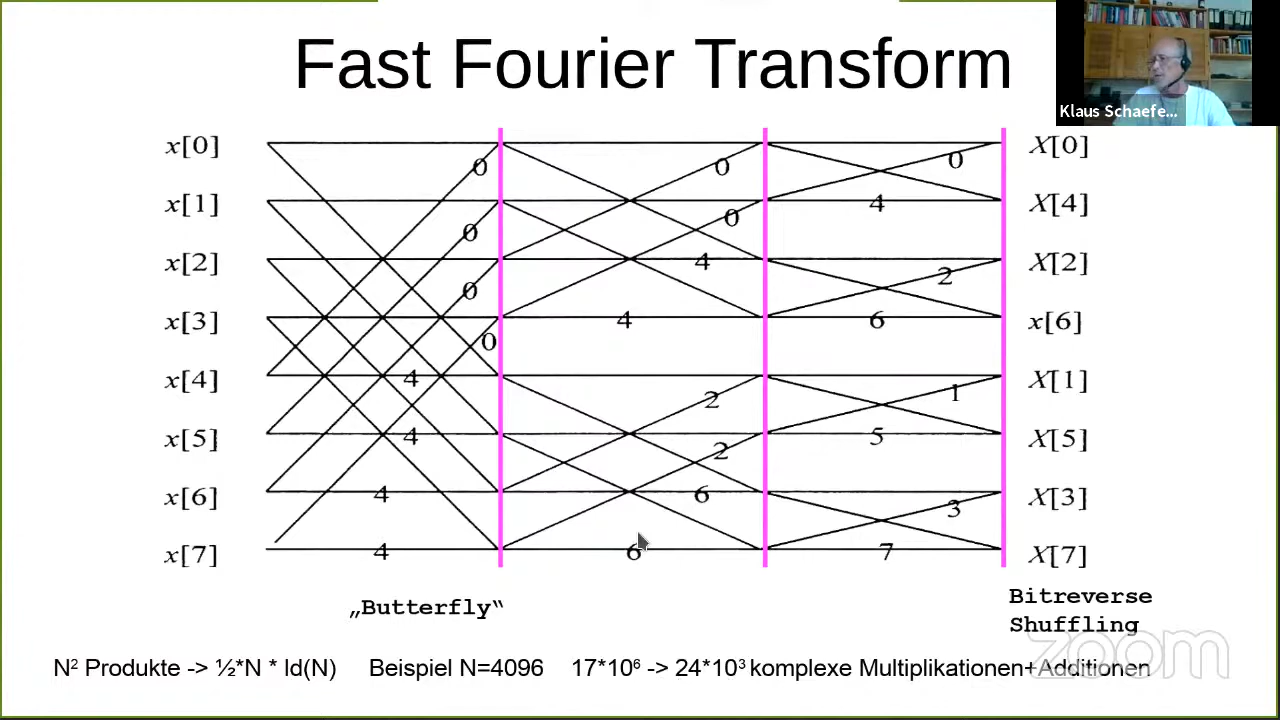 Fast Fourier Transform
Klaus Schaefe...
x[0] 0 0 0 X[0]
x[1] 0 0 4 X[4]
x[2] 0 4 2 X[2]
x[3] 0 4 6 x[6]
x[4] 4 2 1 X[1]
x[5] 4 2 5 X[5]
x[6] 4 6 3 X[3]
x[7] 4 6 7 X[7]
„Butterfly“
Bitreverse
Shuffling
zoom
N² Produkte -> ½*N * ld(N) Beispiel N=4096 17*10⁶ -> 24*10³ komplexe Multiplikationen+Additionen